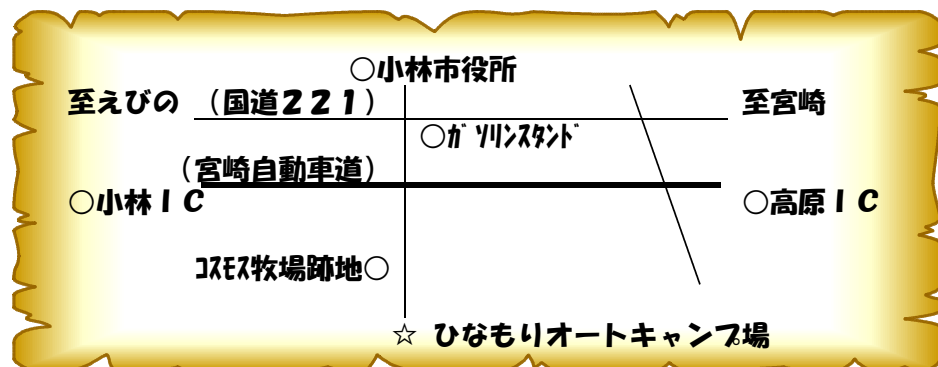 ○小林市役所
至えびの （国道２２１） 至宮崎
○ｶﾞｿﾘﾝｽﾀﾝﾄﾞ
（宮崎自動車道）
○小林ＩＣ ○高原ＩＣ
ｺｽﾓｽ牧場跡地○
☆ ひなもりオートキャンプ場